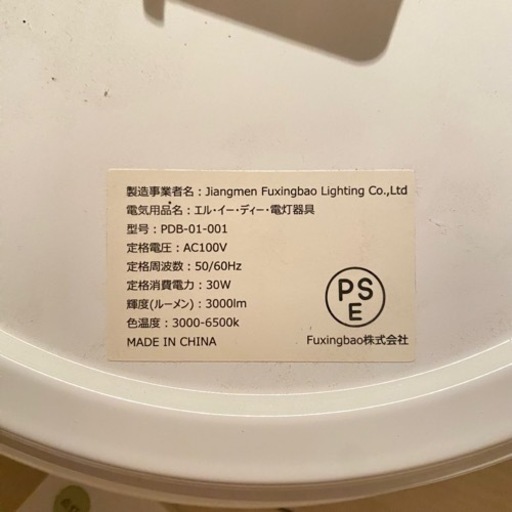 製造事業者名：Jiangmen Fuxingbao Lighting Co.,Ltd
電気用品名：エル・イー・ディー・電灯器具
型号：PDB-01-001
定格電圧：AC100V
定格周波数：50/60Hz
定格消費電力：30W
輝度(ルーメン)：3000lm
色温度：3000-6500k
MADE IN CHINA
PS
E
Fuxingbao株式会社